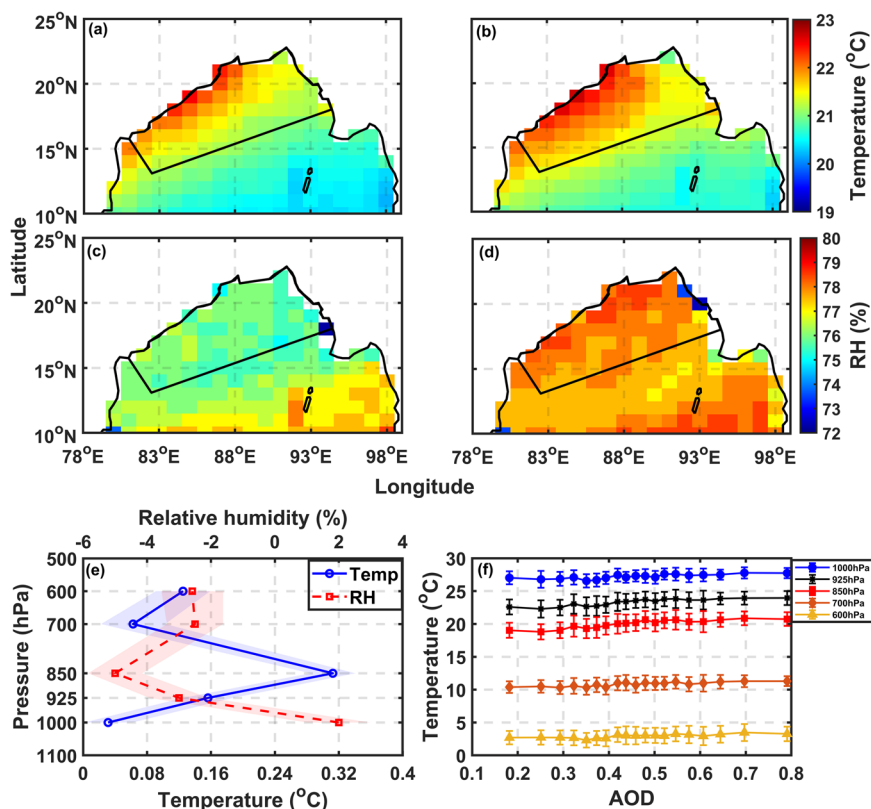 25°N
(a)
20°N
15°N
10°N
(b)
25°N
20°N
15°N
10°N
23
22
21
20
19
Temperature (°C)
(c)
25°N
20°N
15°N
10°N
(d)
80
79
78
77
76
75
74
73
72
RH (%)
Latitude
78°E 83°E 88°E 93°E 98°E
78°E 83°E 88°E 93°E 98°E
Longitude
Relative humidity (%)
-6 -4 -2 0 2 4
(e)
Temp
RH
500
600
700
850
925
1000
1100
Pressure (hPa)
0 0.08 0.16 0.24 0.32 0.4
Temperature (°C)
(f)
30
25
20
15
10
5
0
Temperature (°C)
0.1 0.2 0.3 0.4 0.5 0.6 0.7 0.8
AOD
1000hPa
925hPa
850hPa
700hPa
600hPa